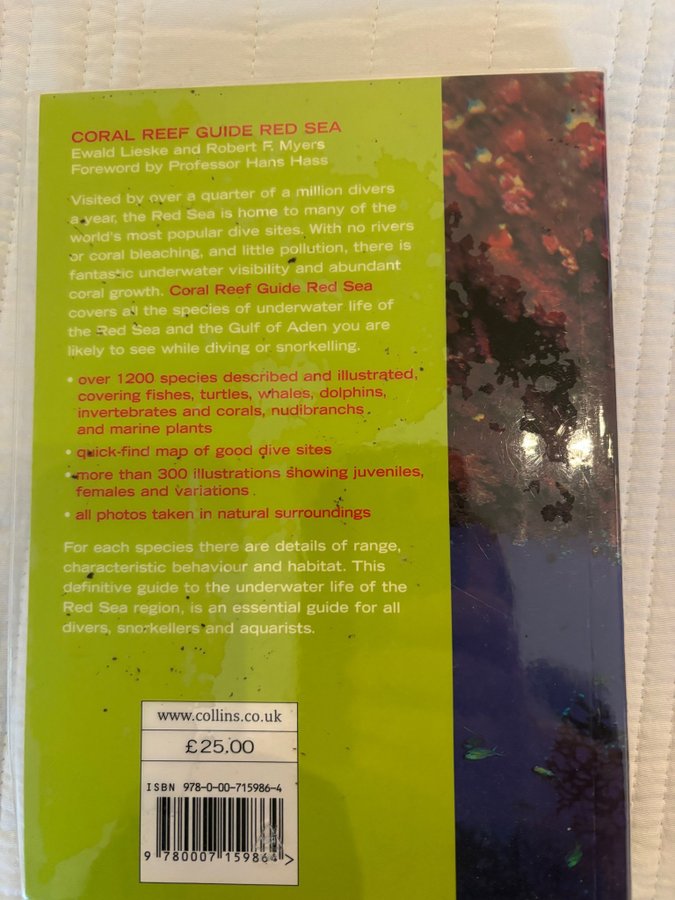 CORAL REEF GUIDE RED SEA
Ewald Lieske and Robert F. Myers
Foreword by Professor Hans Hass
Visited by over a quarter of a million divers
a year, the Red Sea is home to many of the
world's most popular dive sites. With no rivers
or coral bleaching, and little pollution, there is
fantastic underwater visibility and abundant
coral growth. Coral Reef Guide Red Sea
covers all the species of underwater life of
the Red Sea and the Gulf of Aden you are
likely to see while diving or snorkelling.
• over 1200 species described and illustrated,
covering fishes, turtles, whales, dolphins,
invertebrates and corals, nudibranchs
and marine plants
• quick-find map of good dive sites
• more than 300 illustrations showing juveniles,
females and variations
• all photos taken in natural surroundings
For each species there are details of range,
characteristic behaviour and habitat. This
definitive guide to the underwater life of the
Red Sea region, is an essential guide for all
divers, snorkellers and aquarists.
www.collins.co.uk
£25.00
ISBN 978-0-00-715986-4
9 780007 159864 >